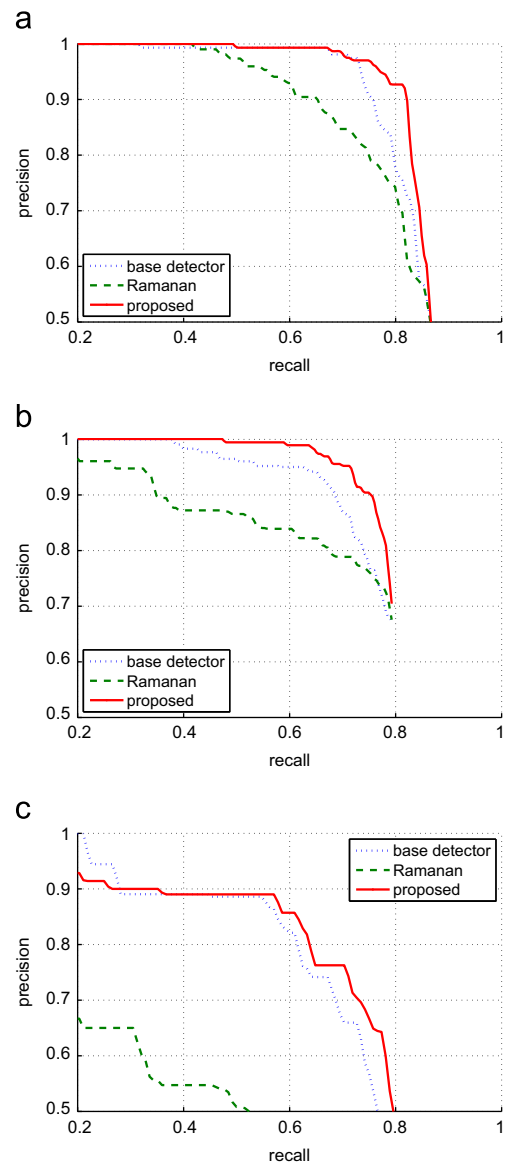 a
1
0.9
0.8
0.7
0.6
0.5
precision
base detector
Ramanan
proposed
0.2
0.4
0.6
0.8
1
recall
b
1
0.9
0.8
0.7
0.6
0.5
precision
base detector
Ramanan
proposed
0.2
0.4
0.6
0.8
1
recall
c
1
0.9
0.8
0.7
0.6
0.5
precision
base detector
Ramanan
proposed
0.2
0.4
0.6
0.8
1
recall